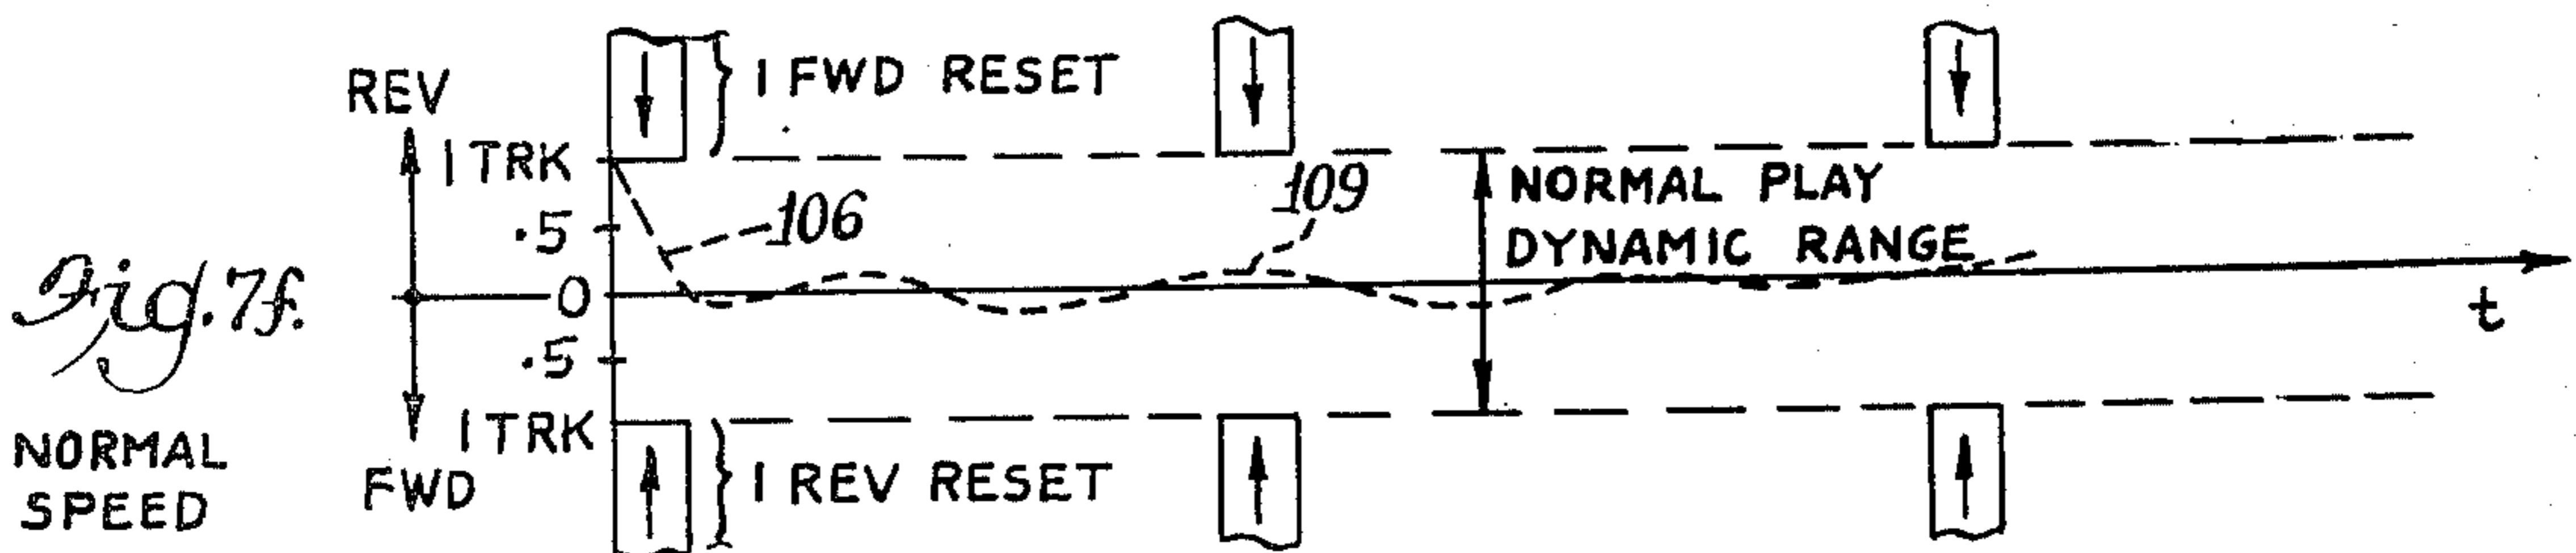 REV
1 FWD RESET
1 TRK
.5
106
109
NORMAL PLAY
DYNAMIC RANGE
0
t
Fig. 7f.
.5
1 TRK
NORMAL
SPEED
FWD
1 REV RESET